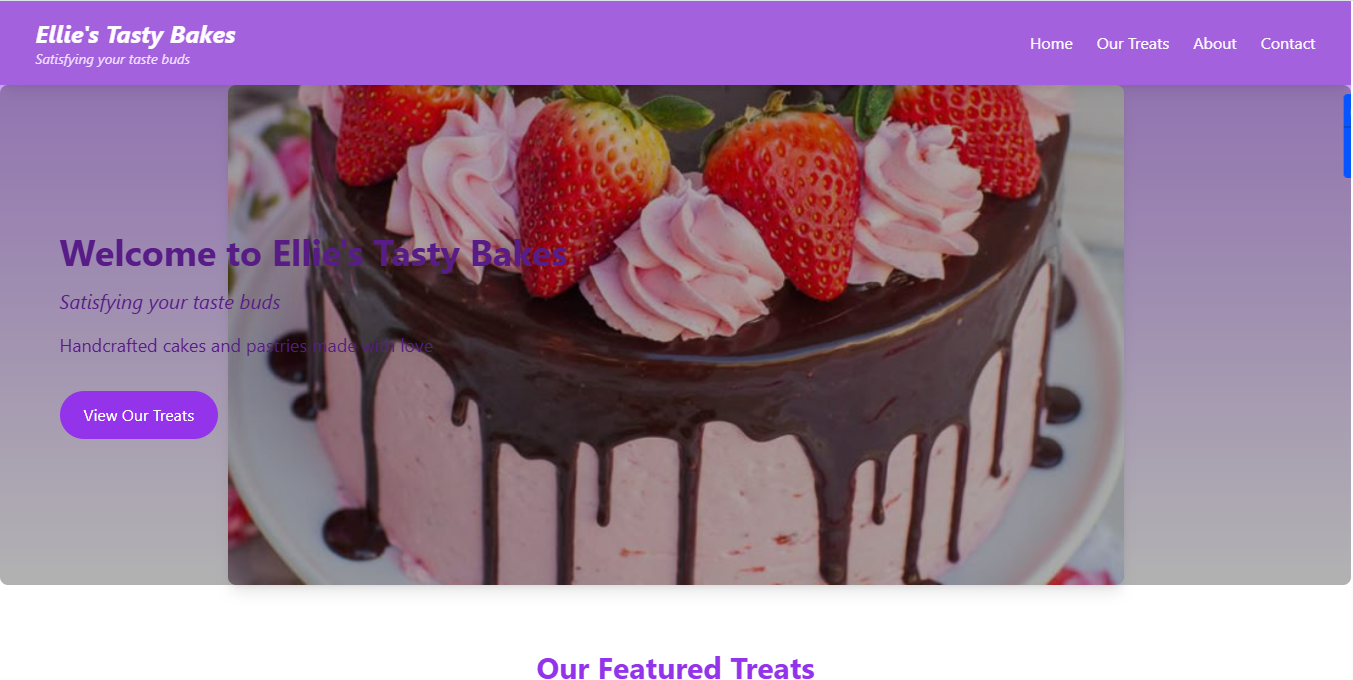 Ellie's Tasty Bakes
Satisfying your taste buds
Home Our Treats About Contact
Welcome to Ellie's Tasty Bakes
Satisfying your taste buds
Handcrafted cakes and pastries made with love
View Our Treats
Our Featured Treats